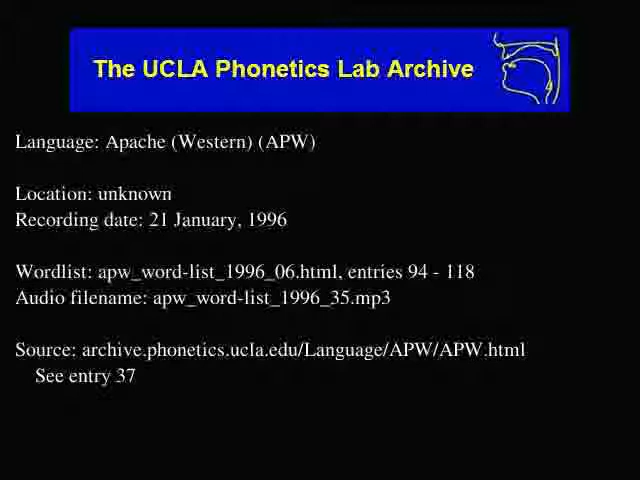 The UCLA Phonetics Lab Archive
Language: Apache (Western) (APW)
Location: unknown
Recording date: 21 January, 1996
Wordlist: apw_word-list_1996_06.html, entries 94 - 118
Audio filename: apw_word-list_1996_35.mp3
Source: archive.phonetics.ucla.edu/Language/APW/APW.html
See entry 37